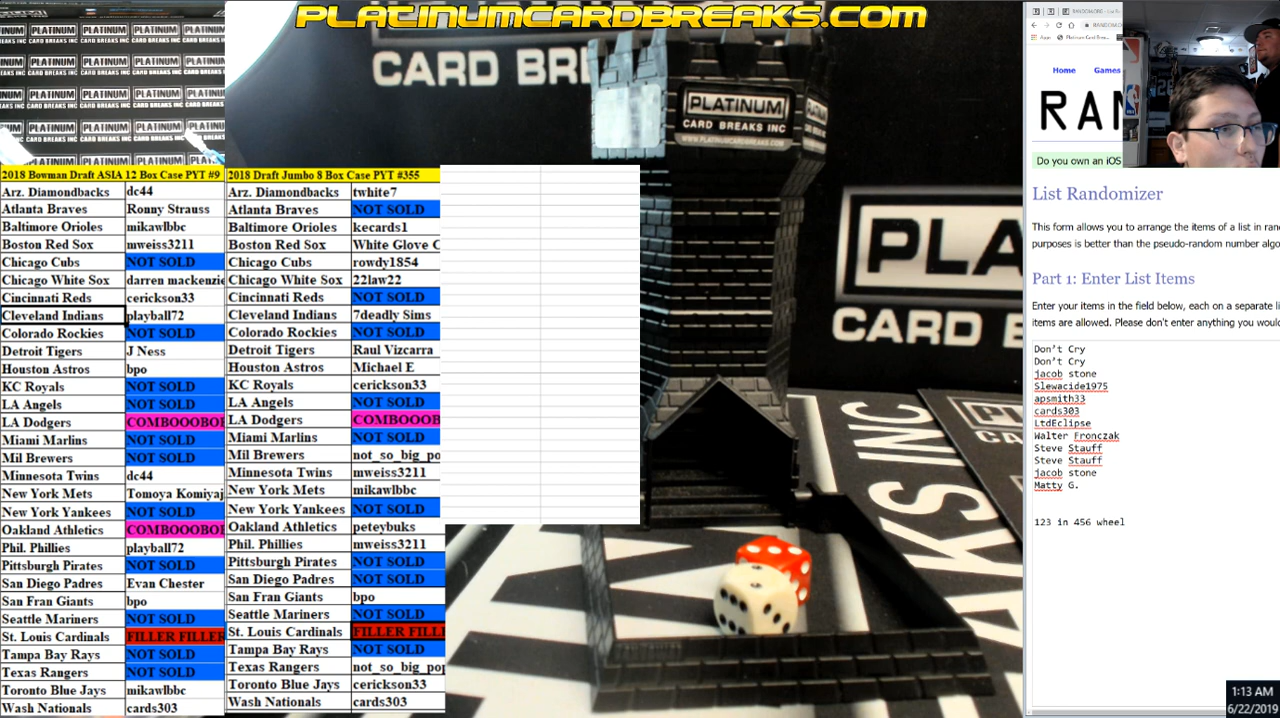 PLATINUMCARDBREAKS.COM
CARD BRE
PLATINUM
CARD BREAKS INC
WWW.PLATINUMCARDBREAKS.COM
PLA
CARD B
KS INC
2018 Bowman Draft ASIA 12 Box Case PYT #9
Arz. Diamondbacks dc44
Atlanta Braves Ronny Strauss
Baltimore Orioles mikawlbbc
Boston Red Sox mweiss3211
Chicago Cubs NOT SOLD
Chicago White Sox darren mackenzie
Cincinnati Reds cerickson33
Cleveland Indians playball72
Colorado Rockies NOT SOLD
Detroit Tigers J Ness
Houston Astros bpo
KC Royals NOT SOLD
LA Angels NOT SOLD
LA Dodgers COMBOOOBO
Miami Marlins NOT SOLD
Mil Brewers NOT SOLD
Minnesota Twins dc44
New York Mets Tomoya Komiyaj
New York Yankees NOT SOLD
Oakland Athletics COMBOOOBO
Phil. Phillies playball72
Pittsburgh Pirates NOT SOLD
San Diego Padres Evan Chester
San Fran Giants bpo
Seattle Mariners NOT SOLD
St. Louis Cardinals FILLER FILLER
Tampa Bay Rays NOT SOLD
Texas Rangers NOT SOLD
Toronto Blue Jays mikawlbbc
Wash Nationals cards303
2018 Draft Jumbo 8 Box Case PYT #355
Arz. Diamondbacks twhite7
Atlanta Braves NOT SOLD
Baltimore Orioles kecards1
Boston Red Sox White Glove C
Chicago Cubs rowdy1854
Chicago White Sox 22law22
Cincinnati Reds NOT SOLD
Cleveland Indians 7deadly Sims
Colorado Rockies NOT SOLD
Detroit Tigers Raul Vizcarra
Houston Astros Michael E
KC Royals cerickson33
LA Angels NOT SOLD
LA Dodgers COMBOOOB
Miami Marlins NOT SOLD
Mil Brewers not_so_big_po
Minnesota Twins mweiss3211
New York Mets mikawlbbc
New York Yankees NOT SOLD
Oakland Athletics peteybuks
Phil. Phillies mweiss3211
Pittsburgh Pirates NOT SOLD
San Diego Padres NOT SOLD
San Fran Giants bpo
Seattle Mariners NOT SOLD
St. Louis Cardinals FILLER FILL
Tampa Bay Rays NOT SOLD
Texas Rangers not_so_big_pop
Toronto Blue Jays cerickson33
Wash Nationals cards303
Apps Platinum Card Brea...
Home Games
RAN
Do you own an iOS
List Randomizer
This form allows you to arrange the items of a list in ran
purposes is better than the pseudo-random number algo
Part 1: Enter List Items
Enter your items in the field below, each on a separate li
items are allowed. Please don't enter anything you would
Don't Cry
Don't Cry
jacob stone
Slewacide1975
apsmith33
cards303
LtdEclipse
Walter Fronczak
Steve Stauff
Steve Stauff
jacob stone
Matty G.
123 in 456 wheel
1:13 AM
6/22/2019